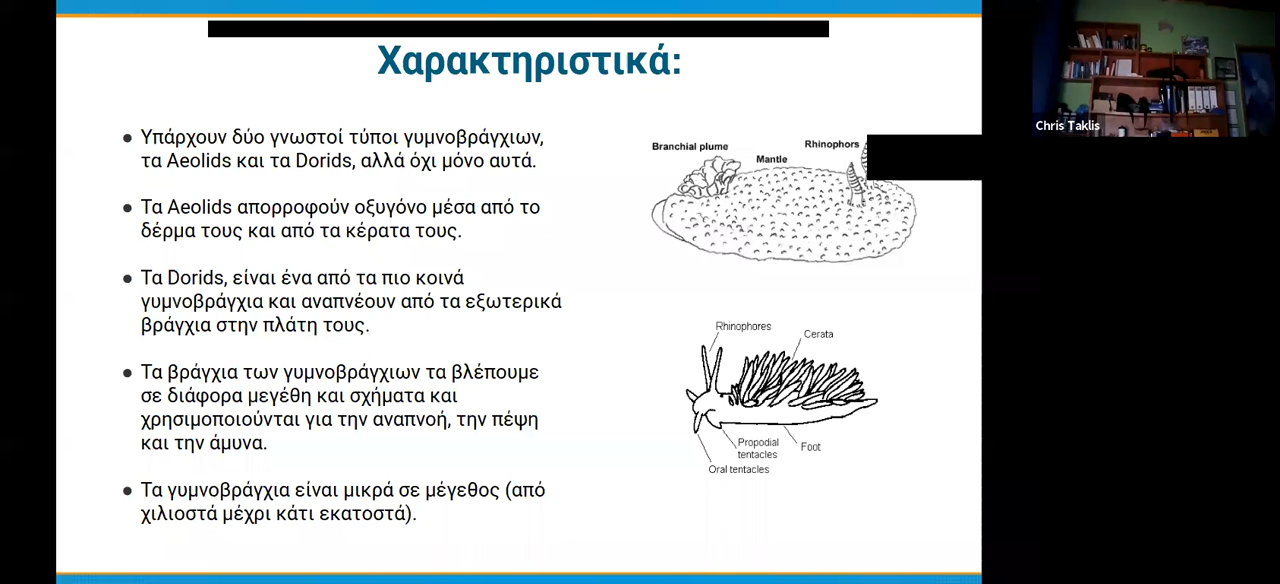 Χαρακτηριστικά:
● Υπάρχουν δύο γνωστοί τύποι γυμνοβράγχιων,
τα Aeolids και τα Dorids, αλλά όχι μόνο αυτά.
● Τα Aeolids απορροφούν οξυγόνο μέσα από το
δέρμα τους και από τα κέρατα τους.
● Τα Dorids, είναι ένα από τα πιο κοινά
γυμνοβράγχια και αναπνέουν από τα εξωτερικά
βράγχια στην πλάτη τους.
● Τα βράγχια των γυμνοβράγχιων τα βλέπουμε
σε διάφορα μεγέθη και σχήματα και
χρησιμοποιούνται για την αναπνοή, την πέψη
και την άμυνα.
● Τα γυμνοβράγχια είναι μικρά σε μέγεθος (από
χιλιοστά μέχρι κάτι εκατοστά).
Branchial plume
Mantle
Rhinophors
Rhinophores
Cerata
Propodial
tentacles
Foot
Oral tentacles
Chris Taklis